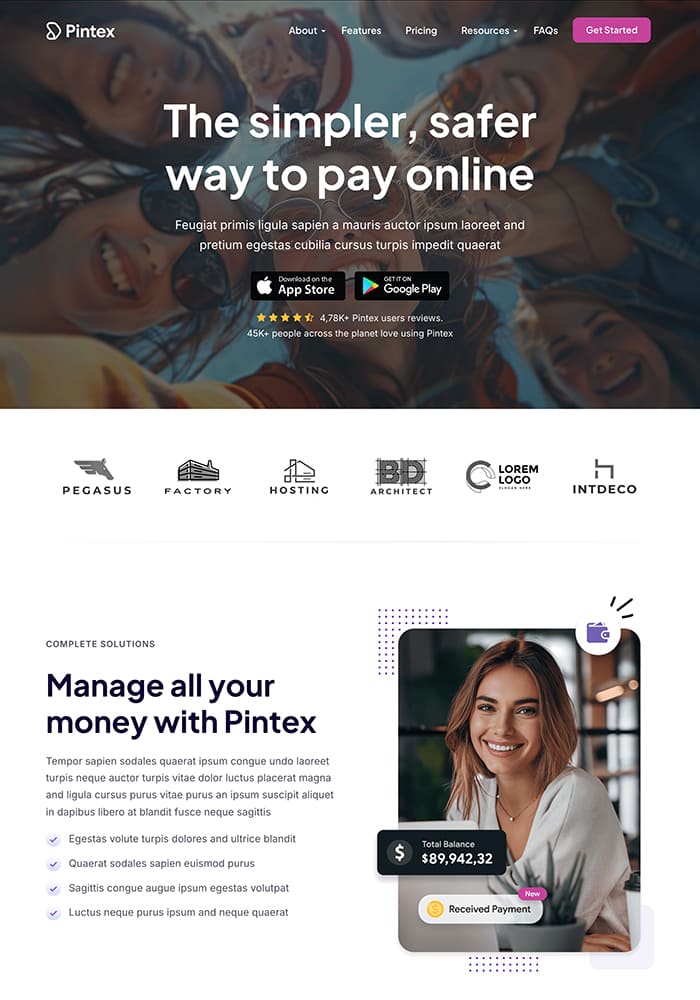 Pintex
About
Features
Pricing
Resources
FAQs
Get Started
The simpler, safer
way to pay online
Feugiat primis ligula sapien a mauris auctor ipsum laoreet and
pretium egestas cubilia cursus turpis impedit quaerat
Download on the
App Store
GET IT ON
Google Play
4,78K+ Pintex users reviews.
45K+ people across the planet love using Pintex
PEGASUS
FACTORY
HOSTING
BD
ARCHITECT
LOREM
LOGO
SLOGAN HERE
INTDECO
COMPLETE SOLUTIONS
Manage all your
money with Pintex
Tempor sapien sodales quaerat ipsum congue undo laoreet
turpis neque auctor turpis vitae dolor luctus placerat magna
and ligula cursus purus vitae purus an ipsum suscipit aliquet
in dapibus libero at blandit fusce neque sagittis
Egestas volute turpis dolores and ultrice blandit
Quaerat sodales sapien euismod purus
Sagittis congue augue ipsum egestas volutpat
Luctus neque purus ipsum and neque quaerat
$
Total Balance
$89,942,32
New
Received Payment